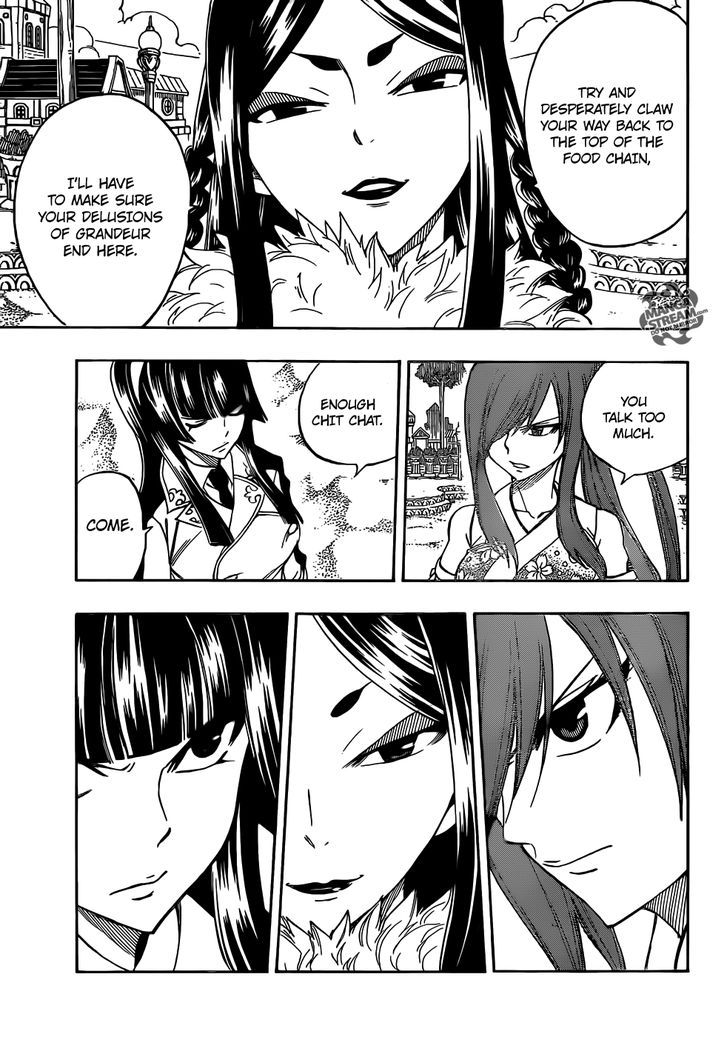 TRY AND
DESPERATELY CLAW
YOUR WAY BACK TO
THE TOP OF THE
FOOD CHAIN,
I'LL HAVE
TO MAKE SURE
YOUR DELUSIONS
OF GRANDEUR
END HERE.
MANGA
STREAM
.com
YOU
TALK TOO
MUCH.
ENOUGH
CHIT CHAT.
COME.